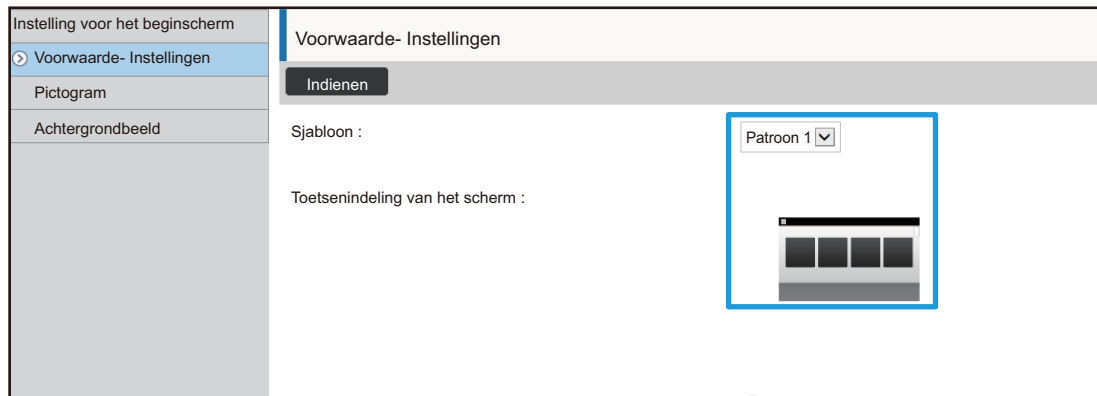 Instelling voor het beginscherm
Voorwaarde- Instellingen
Pictogram
Achtergrondbeeld
Voorwaarde- Instellingen
Indienen
Sjabloon :
Patroon 1
Toetsenindeling van het scherm :